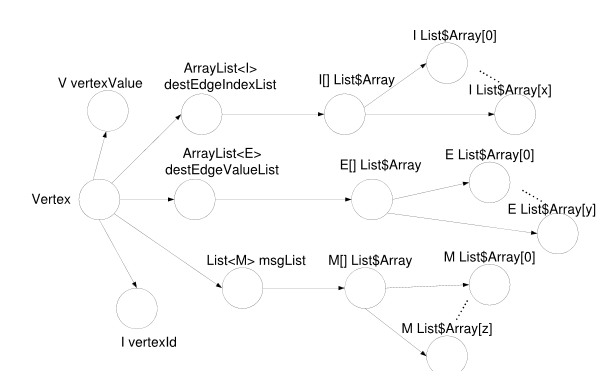 I List$Array[0]
ArrayList<I>
destEdgeIndexList
I[] List$Array
V vertexValue
I List$Array[x]
ArrayList<E>
destEdgeValueList
E[] List$Array
E List$Array[0]
Vertex
E List$Array[y]
List<M> msgList
M[] List$Array
M List$Array[0]
M List$Array[z]
I vertexId